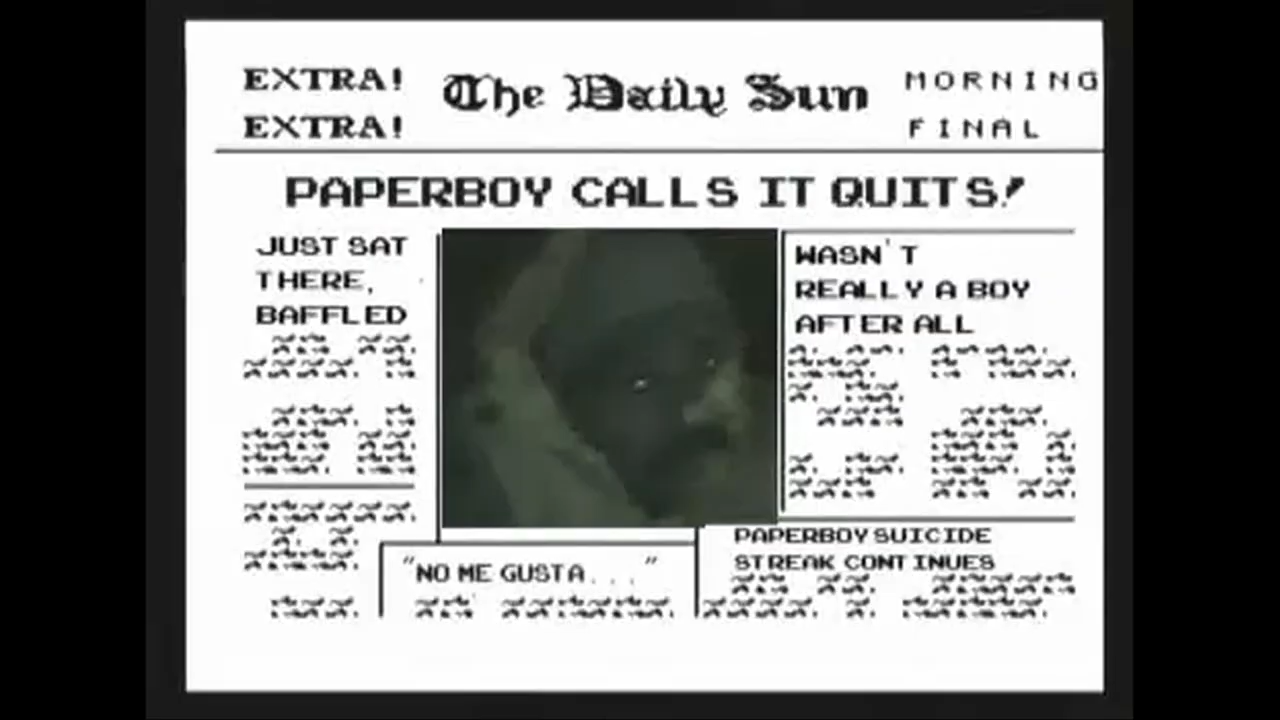 EXTRA!
EXTRA!
The Daily Sun
MORNING
FINAL
PAPERBOY CALLS IT QUITS!
JUST SAT
THERE,
BAFFLED
WASN'T
REALLY A BOY
AFTER ALL
"NO ME GUSTA..."
PAPERBOY SUICIDE
STREAK CONTINUES